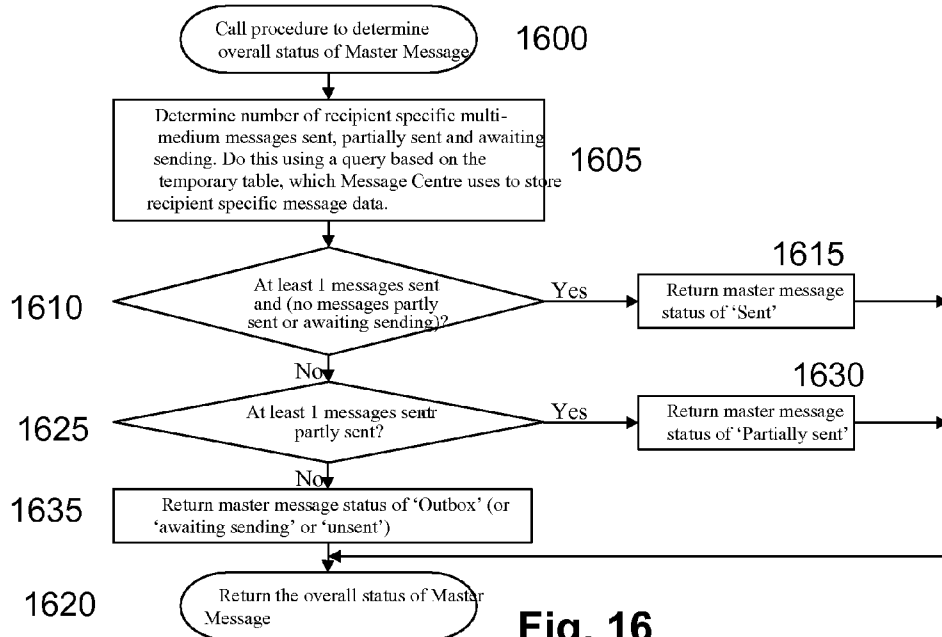 Call procedure to determine
overall status of Master Message
1600
Determine number of recipient specific multi-
medium messages sent, partially sent and awaiting
sending. Do this using a query based on the
temporary table, which Message Centre uses to store
recipient specific message data.
1605
1610
At least 1 messages sent
and (no messages partly
sent or awaiting sending)?
Yes
1615
Return master message
status of ‘Sent’
No
1625
At least 1 messages sentr
partly sent?
Yes
1630
Return master message
status of ‘Partially sent’
No
1635
Return master message status of ‘Outbox’ (or
‘awaiting sending’ or ‘unsent’)
1620
Return the overall status of Master
Message
Fig. 16